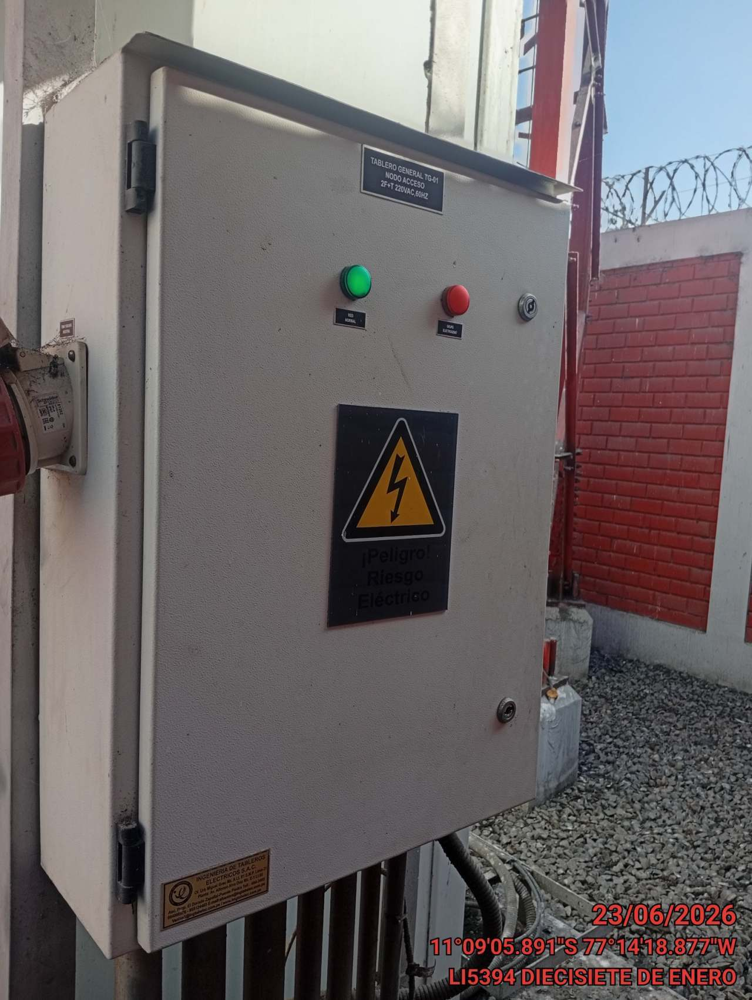 TABLERO GENERAL TG-01
NODO ACCESO
2F+T 220VAC,60HZ
RED
NORMAL
GRUPO
ELECTROGENO
Schneider
¡Peligro!
Riesgo
Eléctrico
INGENIERIA DE TABLEROS
ELECTRICOS S.A.C.
23/06/2026
11°09'05.891"S 77°14'18.877"W
LI5394 DIECISIETE DE ENERO